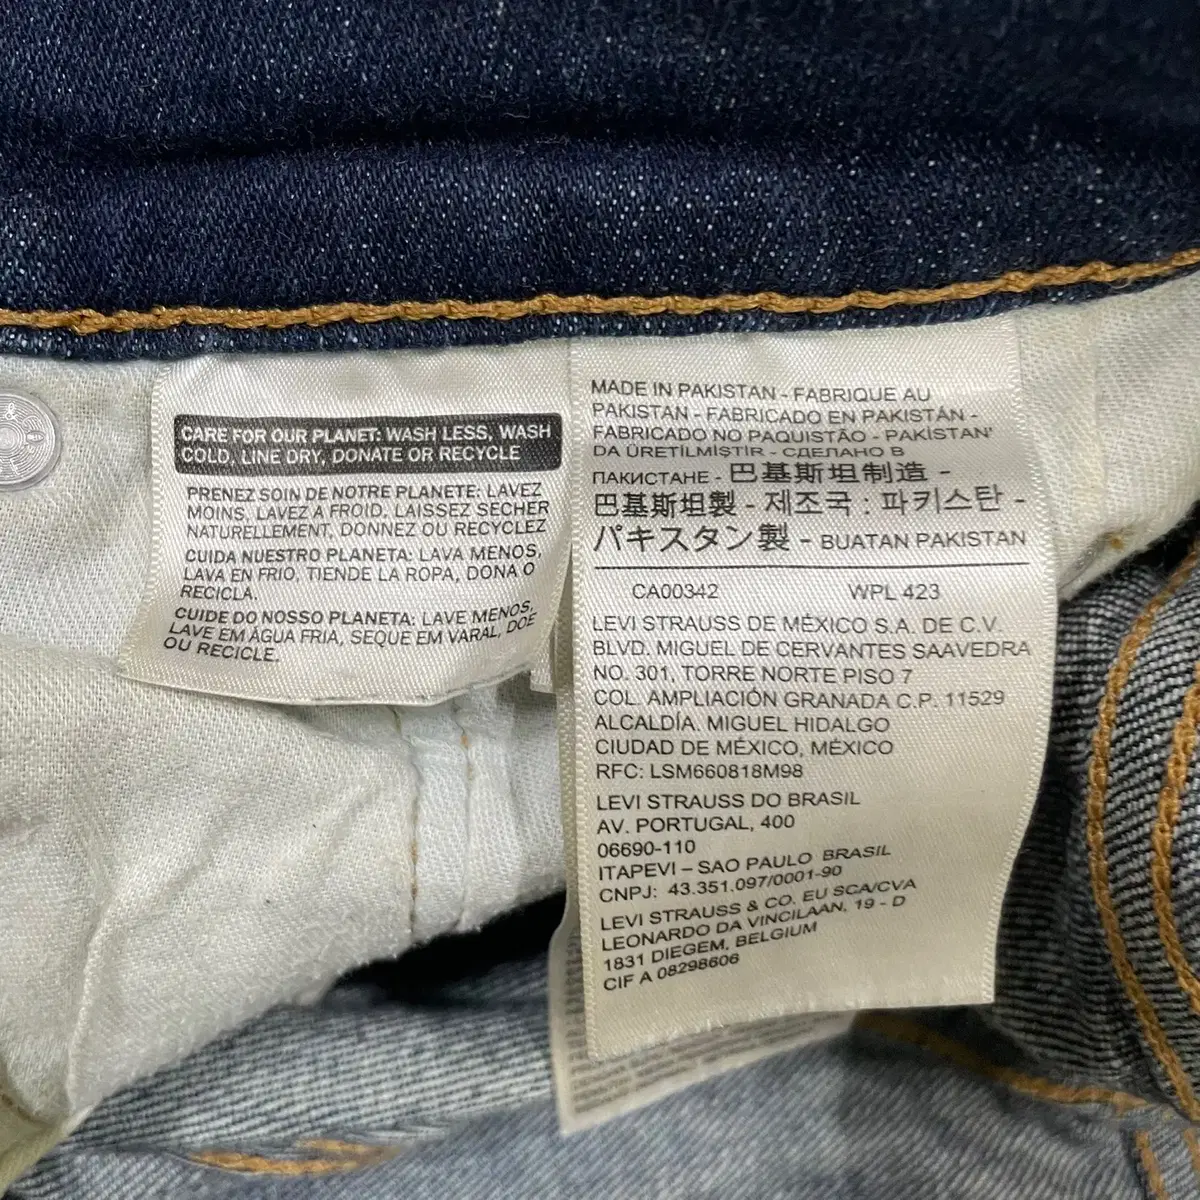 CARE FOR OUR PLANET: WASH LESS, WASH
COLD, LINE DRY, DONATE OR RECYCLE
PRENEZ SOIN DE NOTRE PLANETE: LAVEZ
MOINS, LAVEZ A FROID, LAISSEZ SECHER
NATURELLEMENT, DONNEZ OU RECYCLEZ
CUIDA NUESTRO PLANETA: LAVA MENOS,
LAVA EN FRIO, TIENDE LA ROPA, DONA O
RECICLA.
CUIDE DO NOSSO PLANETA: LAVE MENOS,
LAVE EM ÁGUA FRIA, SEQUE EM VARAL, DOE
OU RECICLE.
MADE IN PAKISTAN - FABRIQUE AU
PAKISTAN - FABRICADO EN PAKISTÁN -
FABRICADO NO PAQUISTÃO - PAKİSTAN'
DA ÜRETİLMİŞTİR - СДЕЛАНО В
ПАКИСТАНЕ - 巴基斯坦制造 -
巴基斯坦製 - 제조국 : 파키스탄 -
パキスタン製 - BUATAN PAKISTAN
CA00342 WPL 423
LEVI STRAUSS DE MÉXICO S.A. DE C.V.
BLVD. MIGUEL DE CERVANTES SAAVEDRA
NO. 301, TORRE NORTE PISO 7
COL. AMPLIACIÓN GRANADA C.P. 11529
ALCALDÍA. MIGUEL HIDALGO
CIUDAD DE MÉXICO, MÉXICO
RFC: LSM660818M98
LEVI STRAUSS DO BRASIL
AV. PORTUGAL, 400
06690-110
ITAPEVI – SAO PAULO BRASIL
CNPJ: 43.351.097/0001-90
LEVI STRAUSS & CO. EU SCA/CVA
LEONARDO DA VINCILAAN, 19 - D
1831 DIEGEM, BELGIUM
CIF A 08298606